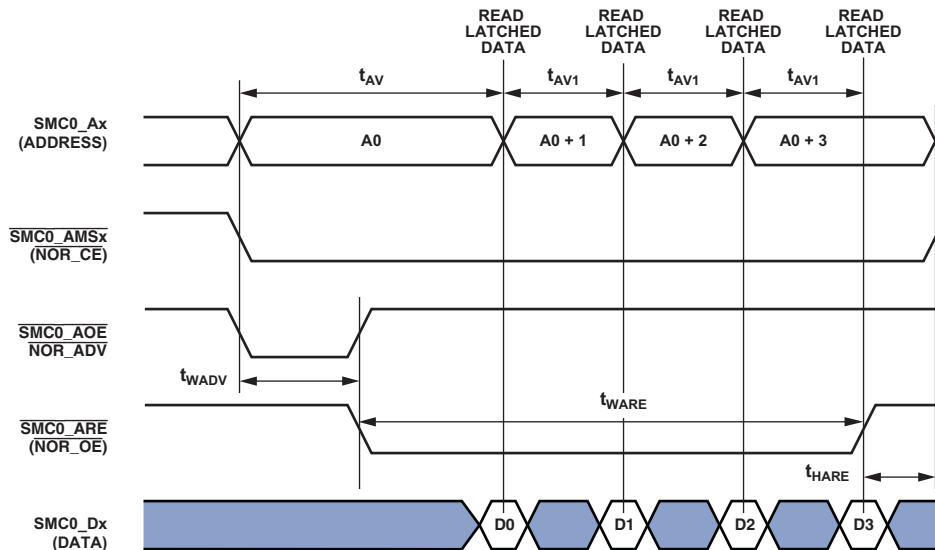 READ
LATCHED
DATA
READ
LATCHED
DATA
READ
LATCHED
DATA
READ
LATCHED
DATA
tAV
tAV1
tAV1
tAV1
SMC0_Ax
(ADDRESS)
A0
A0 + 1
A0 + 2
A0 + 3
SMC0_AMSx
(NOR_CE)
SMC0_AOE
NOR_ADV
tWADV
tWARE
SMC0_ARE
(NOR_OE)
tHARE
SMC0_Dx
(DATA)
D0
D1
D2
D3